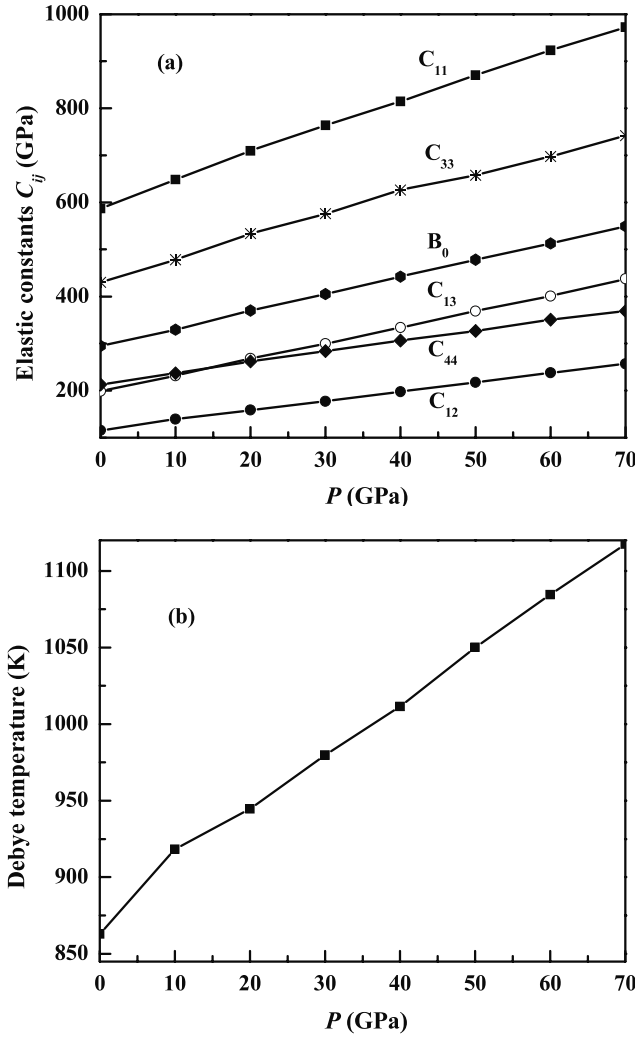 1000
(a)
C11
800
C33
600
B0
C13
400
C44
200
C12
Elastic constants Cij (GPa)
0 10 20 30 40 50 60 70
P (GPa)
1100
(b)
1050
1000
950
900
850
Debye temperature (K)
0 10 20 30 40 50 60 70
P (GPa)